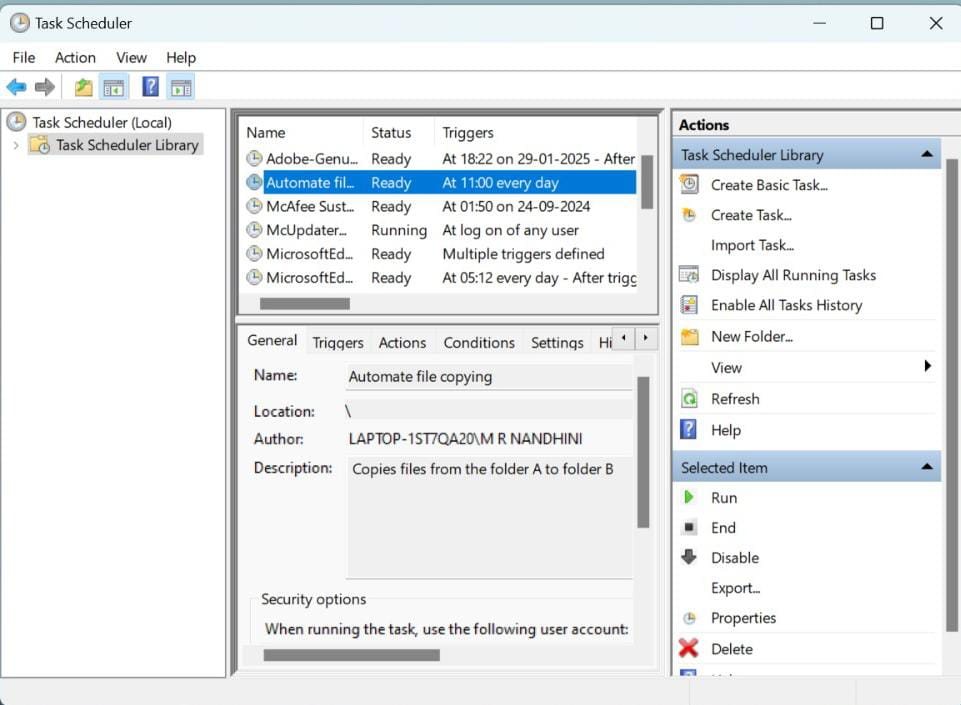 Task Scheduler
File Action View Help
Task Scheduler (Local)
Task Scheduler Library
Name Status Triggers
Adobe-Genu... Ready At 18:22 on 29-01-2025 - After
Automate fil... Ready At 11:00 every day
McAfee Sust... Ready At 01:50 on 24-09-2024
McUpdater... Running At log on of any user
MicrosoftEd... Ready Multiple triggers defined
MicrosoftEd... Ready At 05:12 every day - After trigg
General Triggers Actions Conditions Settings Hi
Name: Automate file copying
Location: \
Author: LAPTOP-1ST7QA20\M R NANDHINI
Description: Copies files from the folder A to folder B
Security options
When running the task, use the following user account:
Actions
Task Scheduler Library
Create Basic Task...
Create Task...
Import Task...
Display All Running Tasks
Enable All Tasks History
New Folder...
View
Refresh
Help
Selected Item
Run
End
Disable
Export...
Properties
Delete